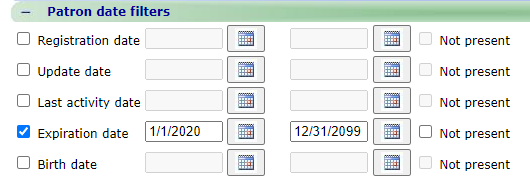 − Patron date filters
Registration date Not present
Update date Not present
Last activity date Not present
Expiration date 1/1/2020 12/31/2099 Not present
Birth date Not present